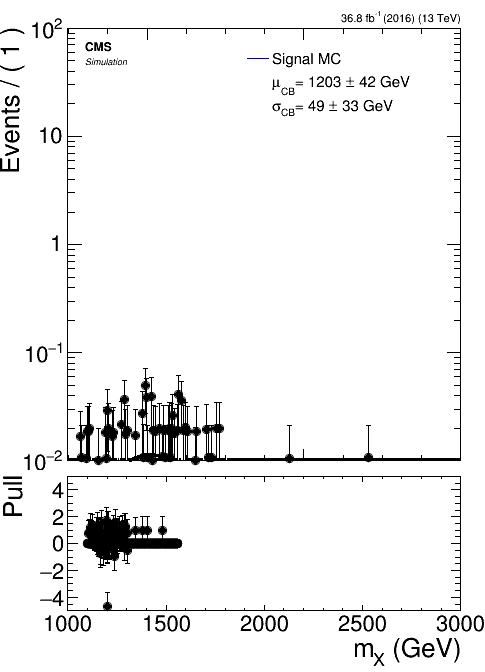 36.8 fb⁻¹ (2016) (13 TeV)
CMS
Simulation
Signal MC
μ_CB= 1203 ± 42 GeV
σ_CB= 49 ± 33 GeV
Events / ( 1 )
10²
10
1
10⁻¹
10⁻²
Pull
4
2
0
−2
−4
1000 1500 2000 2500 3000
m_X (GeV)